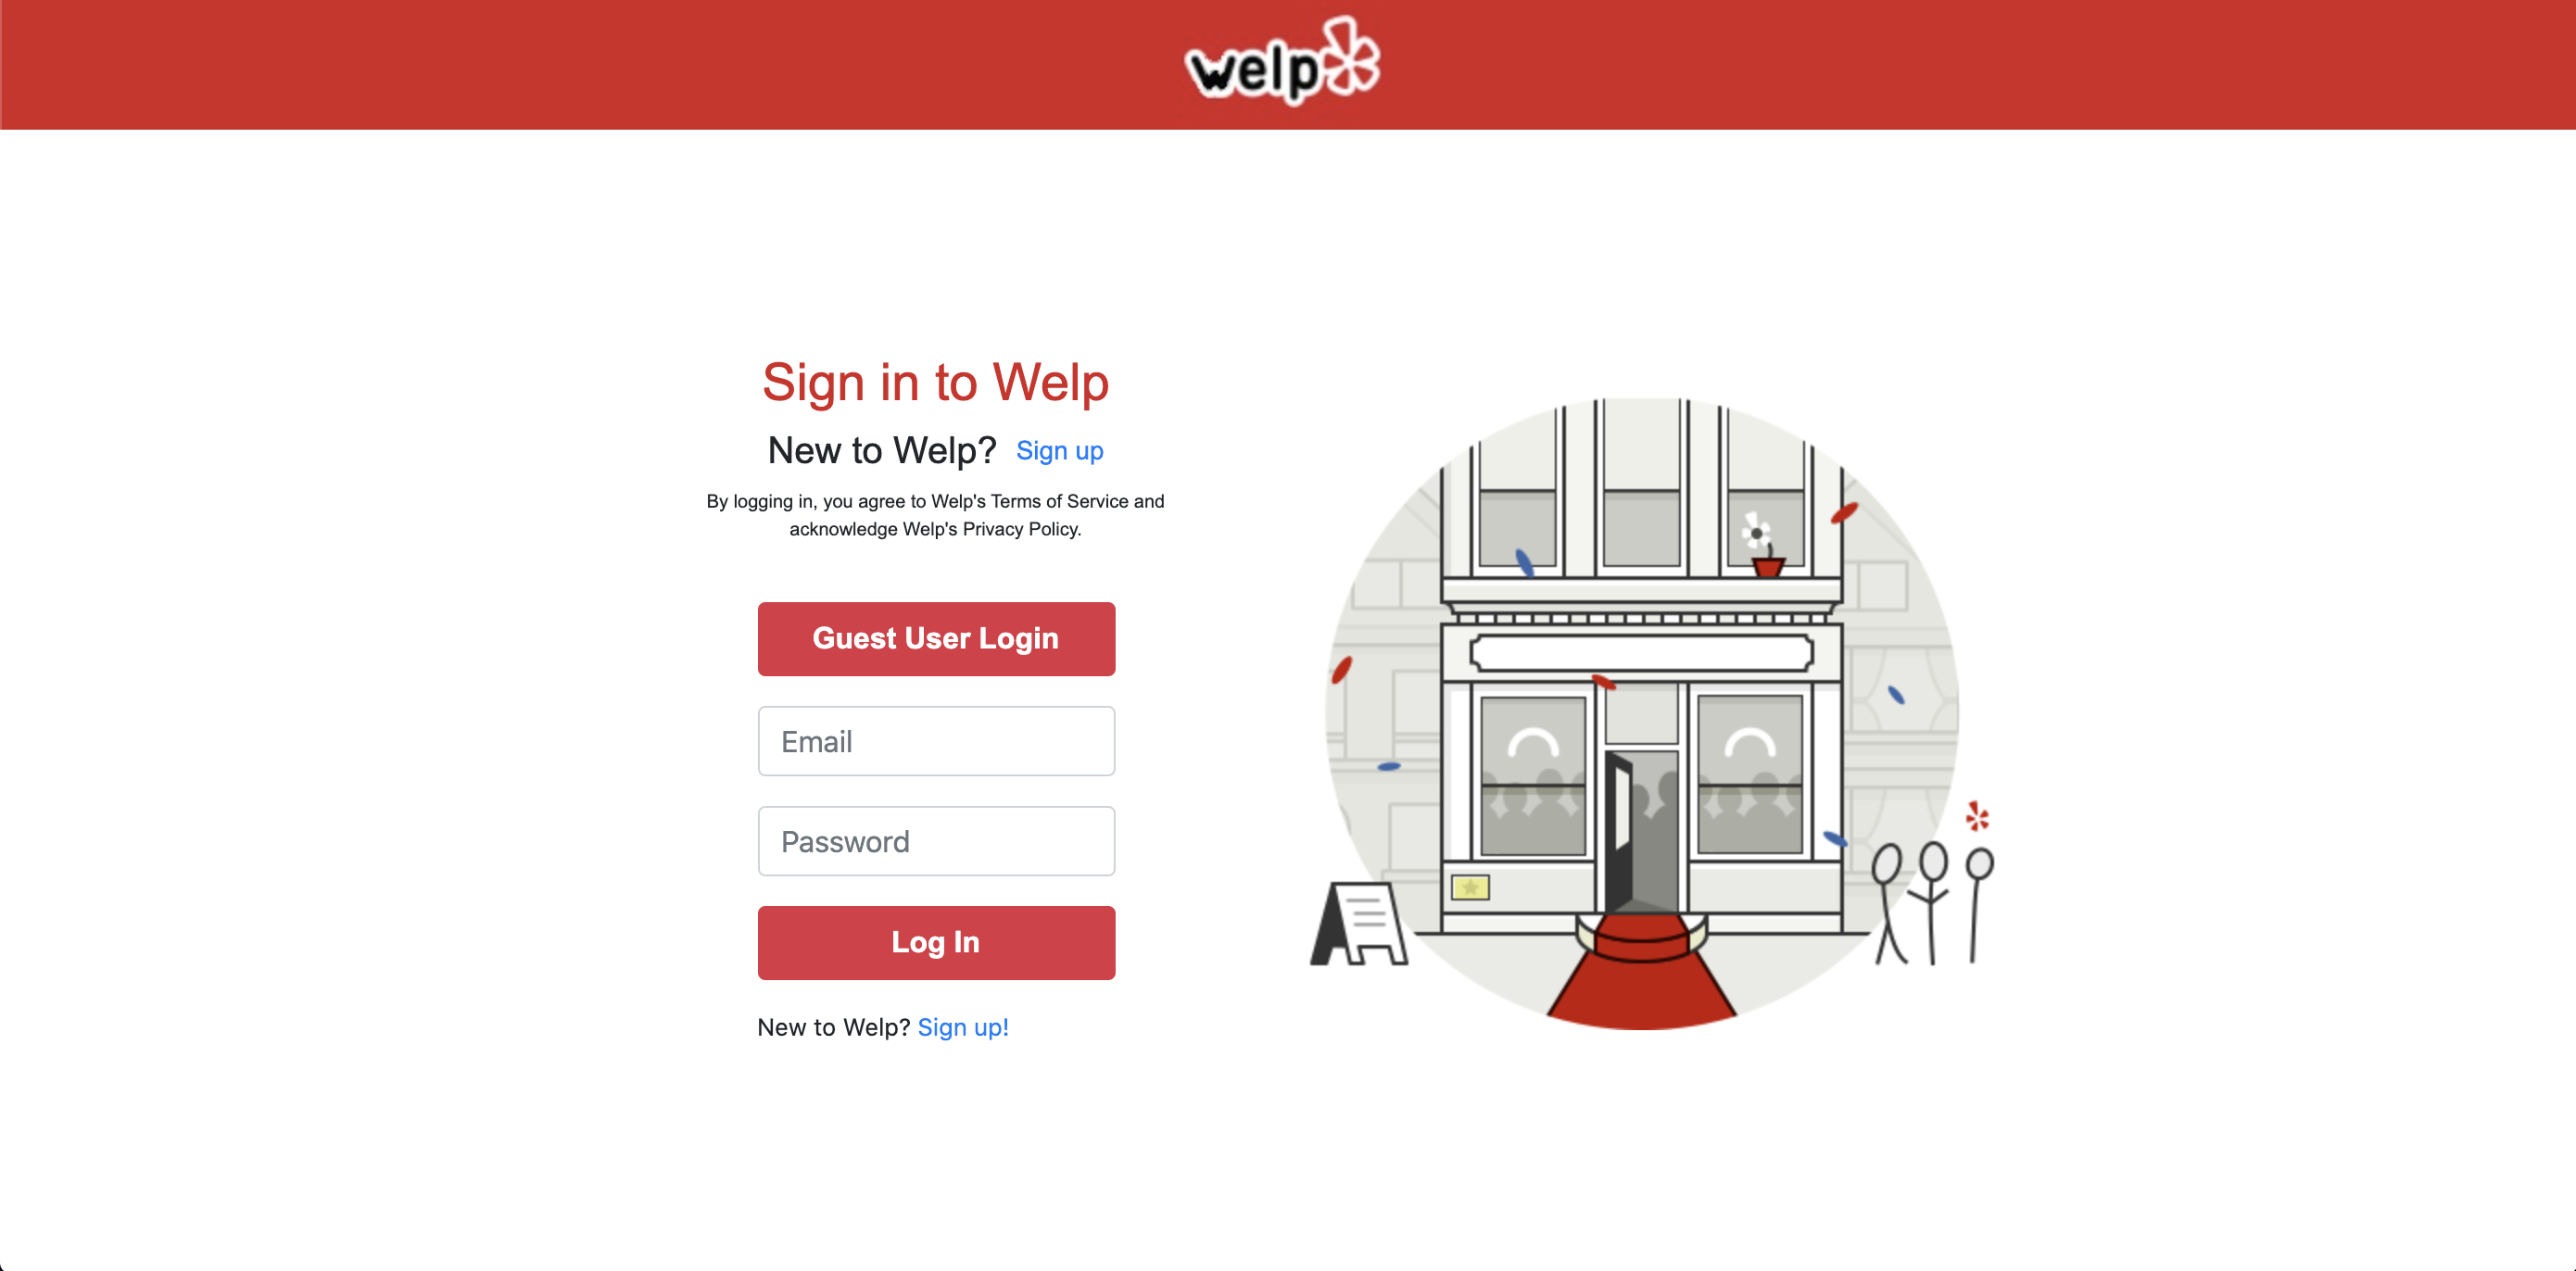 welp
Sign in to Welp
New to Welp? Sign up
By logging in, you agree to Welp's Terms of Service and
acknowledge Welp's Privacy Policy.
Guest User Login
Email
Password
Log In
New to Welp? Sign up!